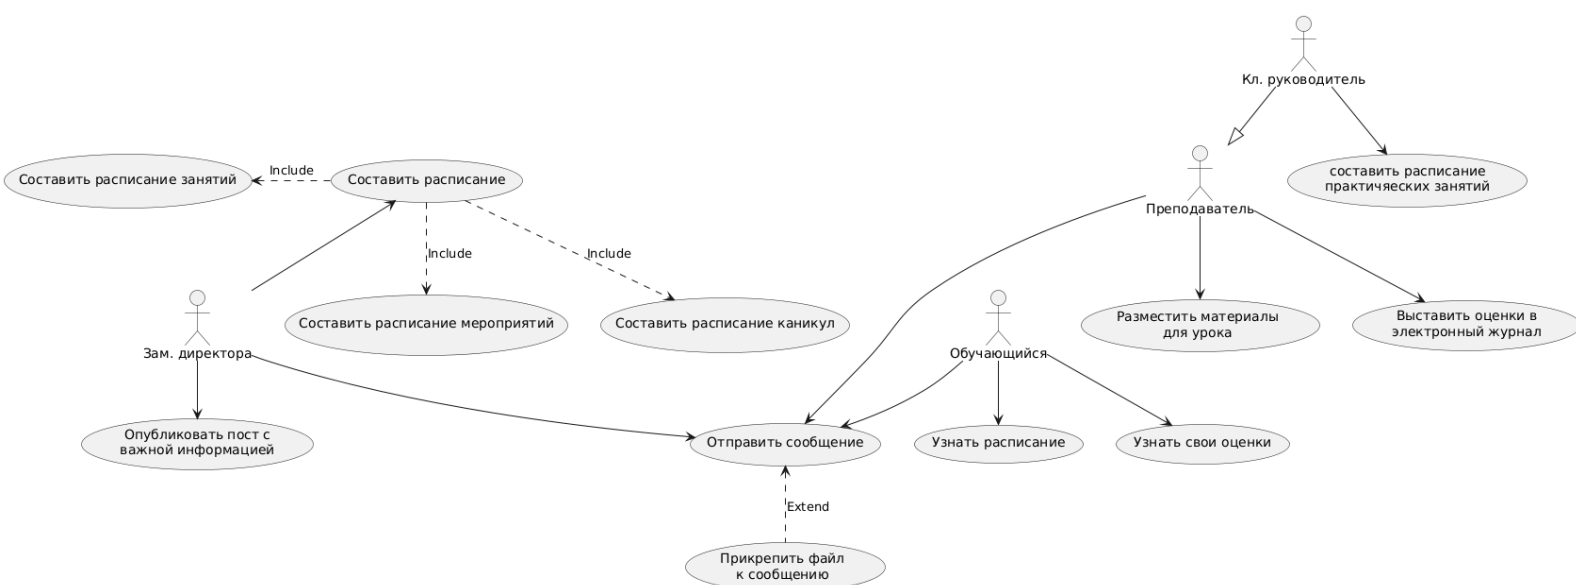 Кл. руководитель
Include
Составить расписание занятий
Составить расписание
составить расписание
практичяеских занятий
Преподаватель
Include
Include
Составить расписание мероприятий
Составить расписание каникул
Разместить материалы
для урока
Выставить оценки в
электронный журнал
Зам. директора
Обучающийся
Опубликовать пост с
важной информацией
Отправить сообщение
Узнать расписание
Узнать свои оценки
Extend
Прикрепить файл
к сообщению